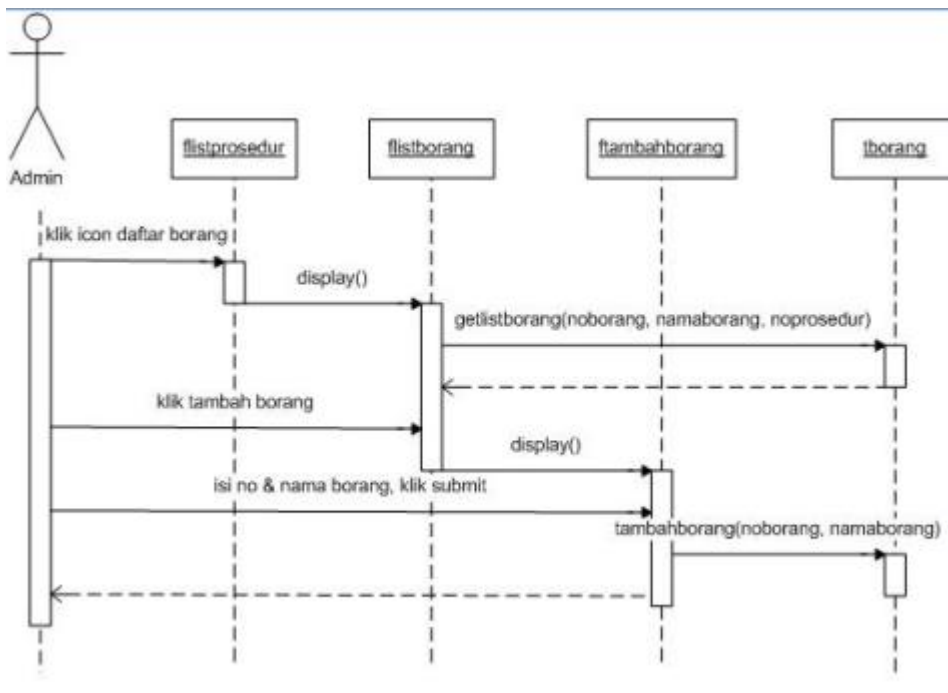 flistprosedur
flistborang
ftambahborang
tborang
Admin
klik icon daftar borang
display()
getlistborang(noborang, namaborang, noprosedur)
klik tambah borang
display()
isi no & nama borang, klik submit
tambahborang(noborang, namaborang)